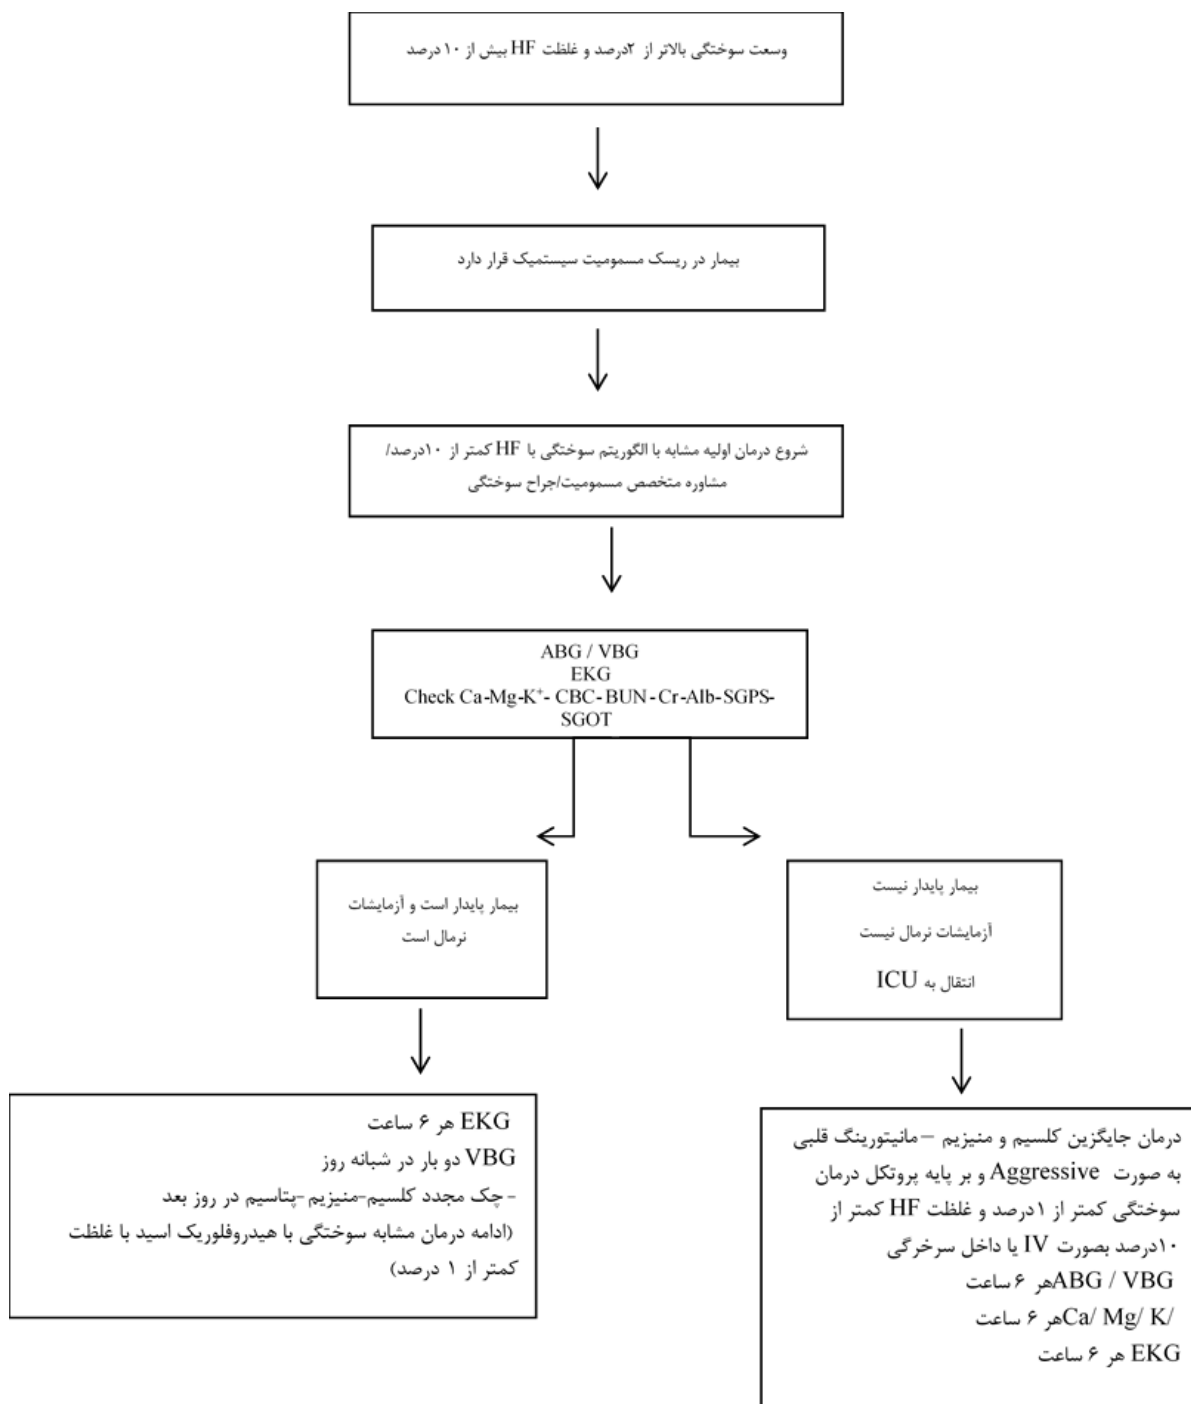 وسعت سوختگی بالاتر از ۲درصد و غلظت HF بیش از ۱۰ درصد
بیمار در ریسک مسمومیت سیستمیک قرار دارد
شروع درمان اولیه مشابه با الگوریتم سوختگی با HF کمتر از ۱۰درصد/
مشاوره متخصص مسمومیت/جراح سوختگی
ABG / VBG
EKG
Check Ca-Mg-K⁺- CBC- BUN - Cr-Alb-SGPS-
SGOT
بیمار پایدار نیست
آزمایشات نرمال نیست
انتقال به ICU
بیمار پایدار است و آزمایشات
نرمال است
درمان جایگزین کلسیم و منیزیم – مانیتورینگ قلبی
به صورت Aggressive و بر پایه پروتکل درمان
سوختگی کمتر از ۱درصد و غلظت HF کمتر از
۱۰درصد بصورت IV یا داخل سرخرگی
ABG / VBGهر ۶ ساعت
Ca/ Mg/ K/هر ۶ ساعت
EKG هر ۶ ساعت
EKG هر ۶ ساعت
VBG دو بار در شبانه روز
- چک مجدد کلسیم-منیزیم -پتاسیم در روز بعد
(ادامه درمان مشابه سوختگی با هیدروفلوریک اسید با غلظت
کمتر از ۱ درصد)